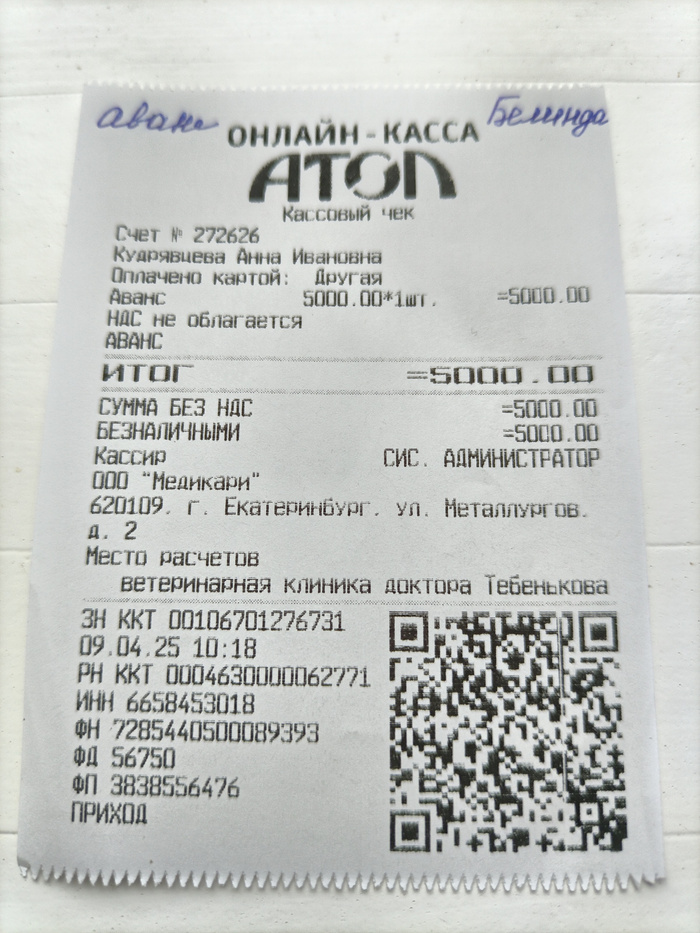 аванс Белинда
ОНЛАЙН-КАССА
АТОЛ
Кассовый чек
Счет № 272626
Кудрявцева Анна Ивановна
Оплачено картой: Другая
Аванс 5000.00*1шт. =5000.00
НДС не облагается
АВАНС
ИТОГ =5000.00
СУММА БЕЗ НДС =5000.00
БЕЗНАЛИЧНЫМИ =5000.00
Кассир СИС. АДМИНИСТРАТОР
ООО "Медикари"
620109. г. Екатеринбург. ул. Металлургов.
д. 2
Место расчетов
ветеринарная клиника доктора Тебенькова
ЗН ККТ 00106701276731
09.04.25 10:18
РН ККТ 0004630000062771
ИНН 6658453018
ФН 7285440500089393
ФД 56750
ФП 3838556476
ПРИХОД